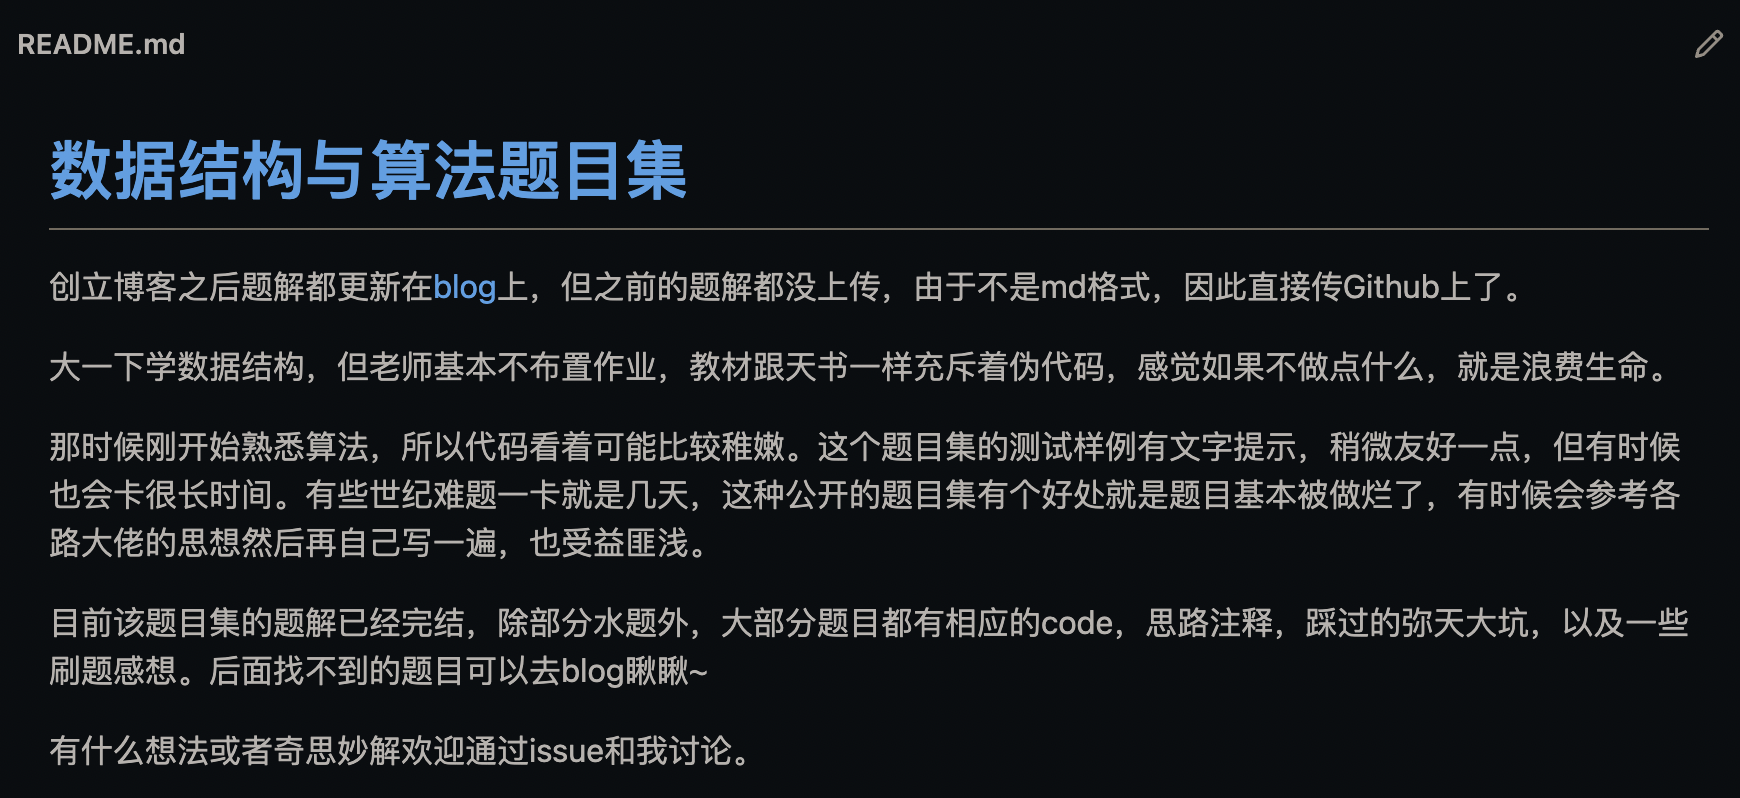 README.md
数据结构与算法题目集
创立博客之后题解都更新在blog上，但之前的题解都没上传，由于不是md格式，因此直接传Github上了。
大一下学数据结构，但老师基本不布置作业，教材跟天书一样充斥着伪代码，感觉如果不做点什么，就是浪费生命。
那时候刚开始熟悉算法，所以代码看着可能比较稚嫩。这个题目集的测试样例有文字提示，稍微友好一点，但有时候
也会卡很长时间。有些世纪难题一卡就是几天，这种公开的题目集有个好处就是题目基本被做烂了，有时候会参考各
路大佬的思想然后再自己写一遍，也受益匪浅。
目前该题目集的题解已经完结，除部分水题外，大部分题目都有相应的code，思路注释，踩过的弥天大坑，以及一些
刷题感想。后面找不到的题目可以去blog瞅瞅~
有什么想法或者奇思妙解欢迎通过issue和我讨论。